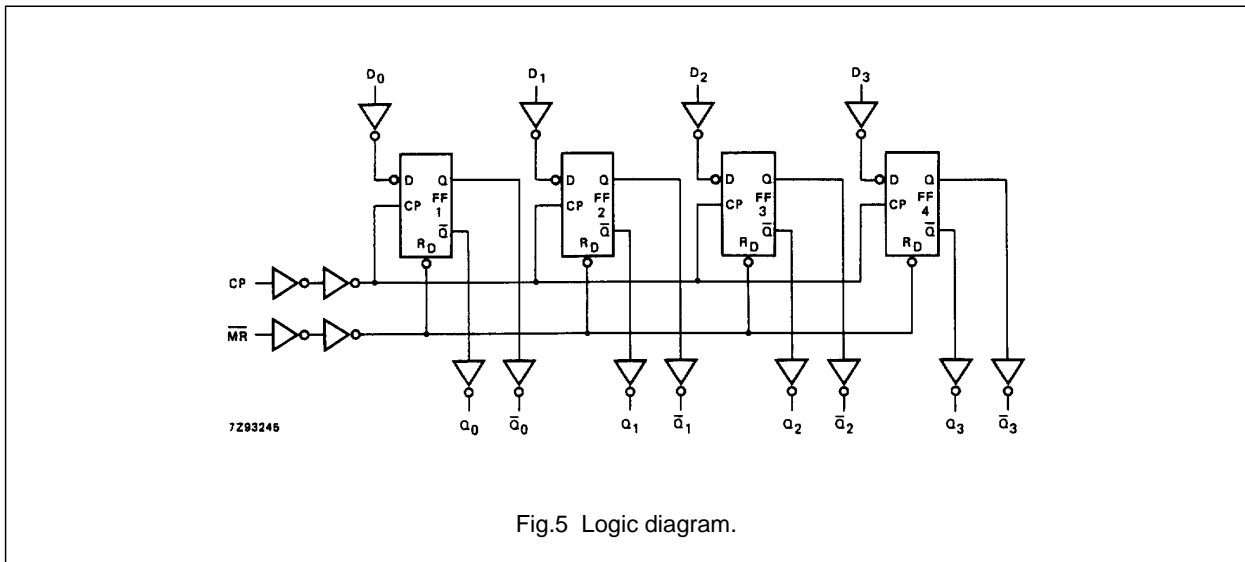 D0 D1 D2 D3
D Q D Q D Q D Q
FF FF FF FF
CP 1 CP 2 CP 3 CP 4
Q̅ Q̅ Q̅ Q̅
RD RD RD RD
CP
M̅R̅
7Z93245
Q0 Q̅0 Q1 Q̅1 Q2 Q̅2 Q3 Q̅3
Fig.5 Logic diagram.